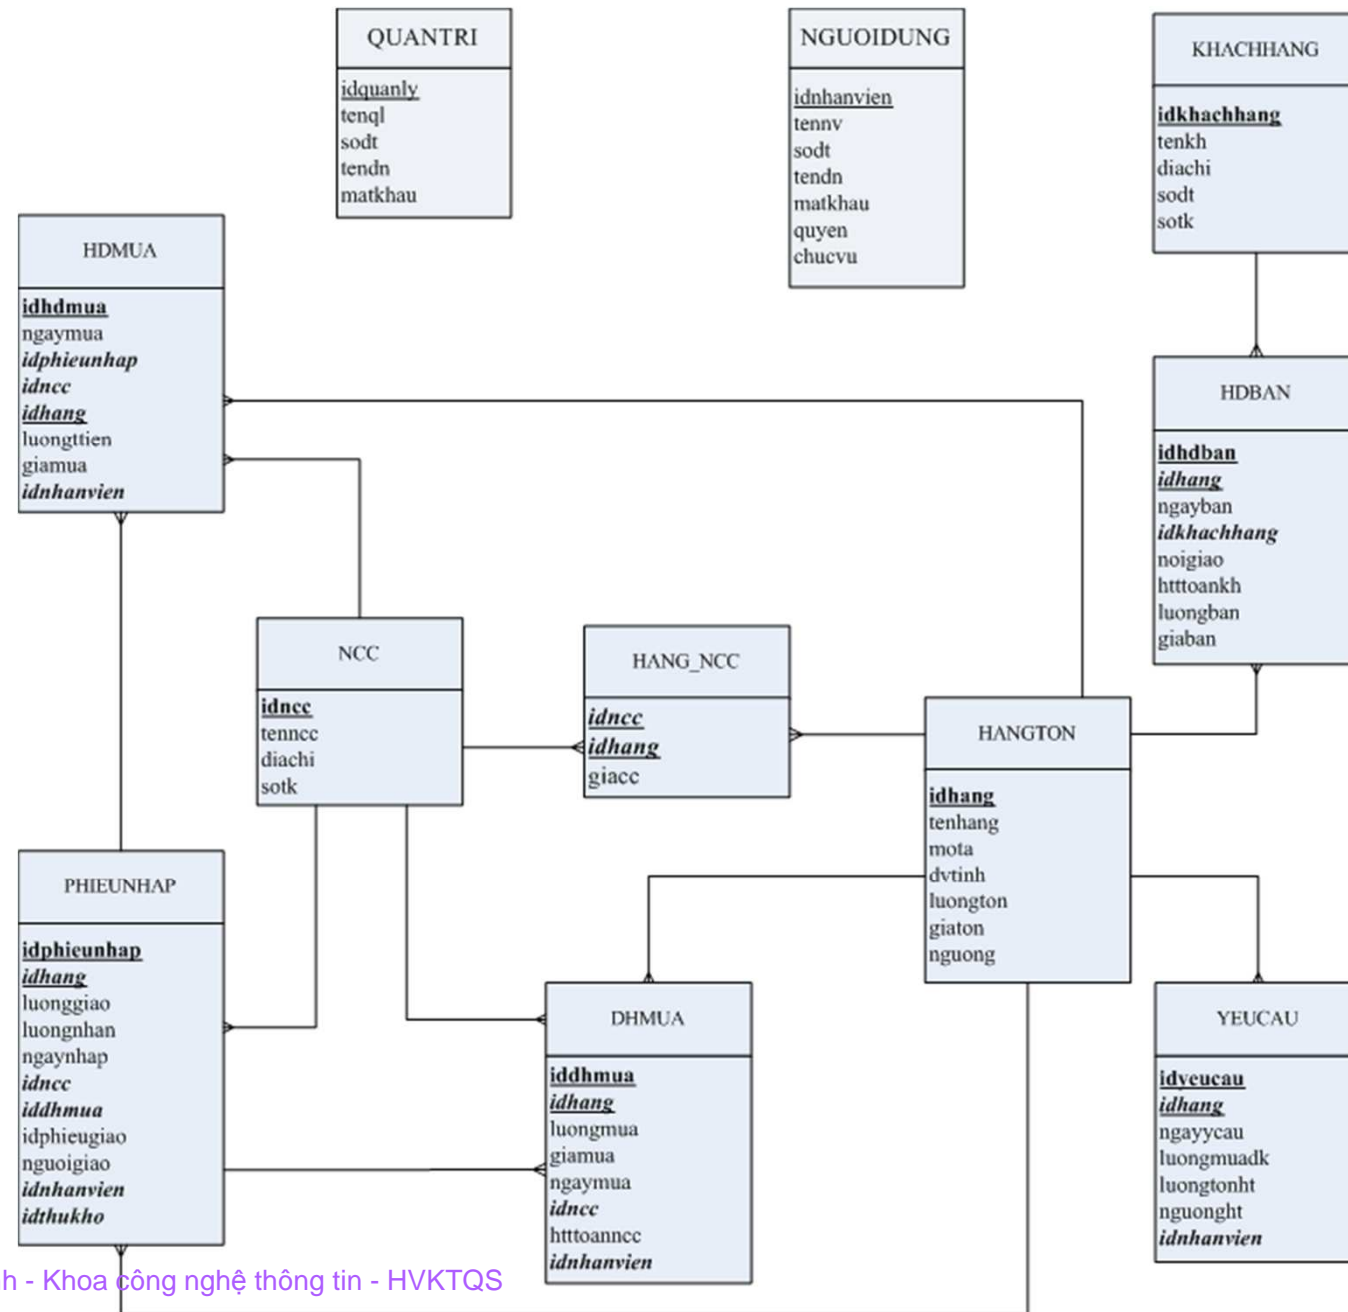 QUANTRI
idquanly
tenql
sodt
tendn
matkhau
NGUOIDUNG
idnhanvien
tennv
sodt
tendn
matkhau
quyen
chucvu
KHACHHANG
idkhachhang
tenkh
diachi
sodt
sotk
HDMUA
idhdmua
ngaymua
idphieunhap
idncc
idhang
luongttien
giamua
idnhanvien
HDBAN
idhdban
idhang
ngayban
idkhachhang
noigiao
htttoankh
luongban
giaban
NCC
idncc
tenncc
diachi
sotk
HANG_NCC
idncc
idhang
giacc
HANGTON
idhang
tenhang
mota
dvtinh
luongton
giaton
nguong
PHIEUNHAP
idphieunhap
idhang
luonggiao
luongnhan
ngaynhap
idncc
iddhmua
idphieugiao
nguoigiao
idnhanvien
idthukho
DHMUA
iddhmua
idhang
luongmua
giamua
ngaymua
idncc
htttoanncc
idnhanvien
YEUCAU
idyeucau
idhang
ngayycau
luongmuadk
luongtonht
nguonght
idnhanvien
h - Khoa công nghệ thông tin - HVKTQS